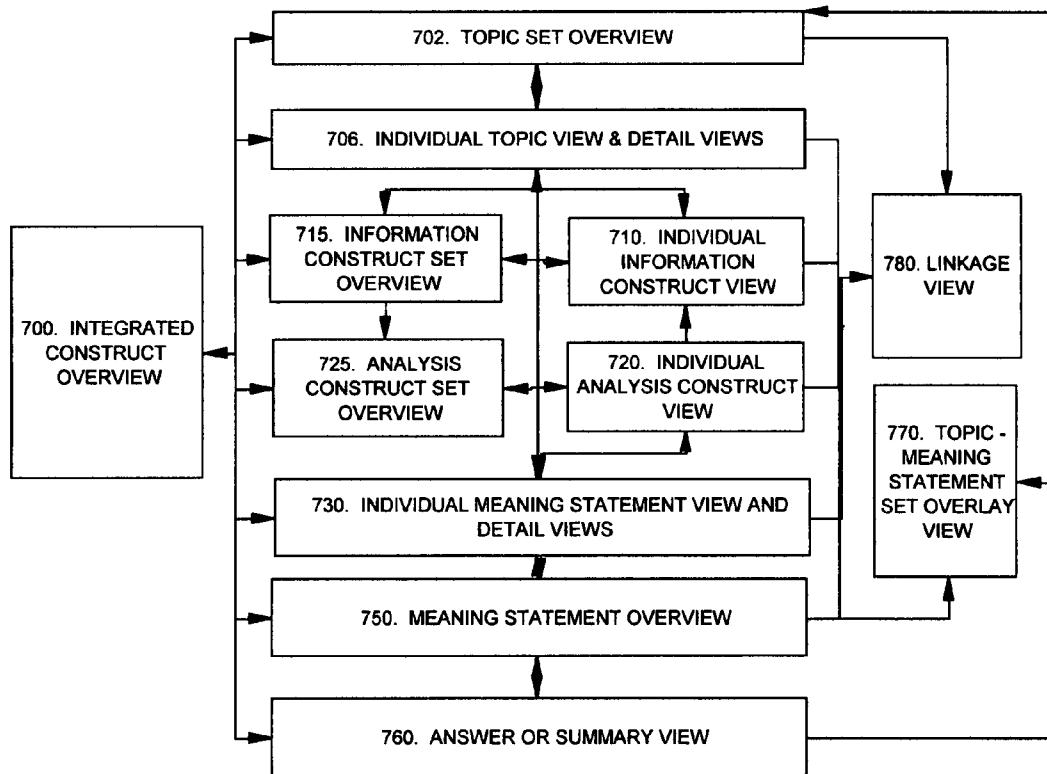 702. TOPIC SET OVERVIEW
706. INDIVIDUAL TOPIC VIEW & DETAIL VIEWS
715. INFORMATION
CONSTRUCT SET
OVERVIEW
710. INDIVIDUAL
INFORMATION
CONSTRUCT VIEW
780. LINKAGE
VIEW
700. INTEGRATED
CONSTRUCT
OVERVIEW
725. ANALYSIS
CONSTRUCT SET
OVERVIEW
720. INDIVIDUAL
ANALYSIS CONSTRUCT
VIEW
770. TOPIC -
MEANING
STATEMENT
SET OVERLAY
VIEW
730. INDIVIDUAL MEANING STATEMENT VIEW AND
DETAIL VIEWS
750. MEANING STATEMENT OVERVIEW
760. ANSWER OR SUMMARY VIEW